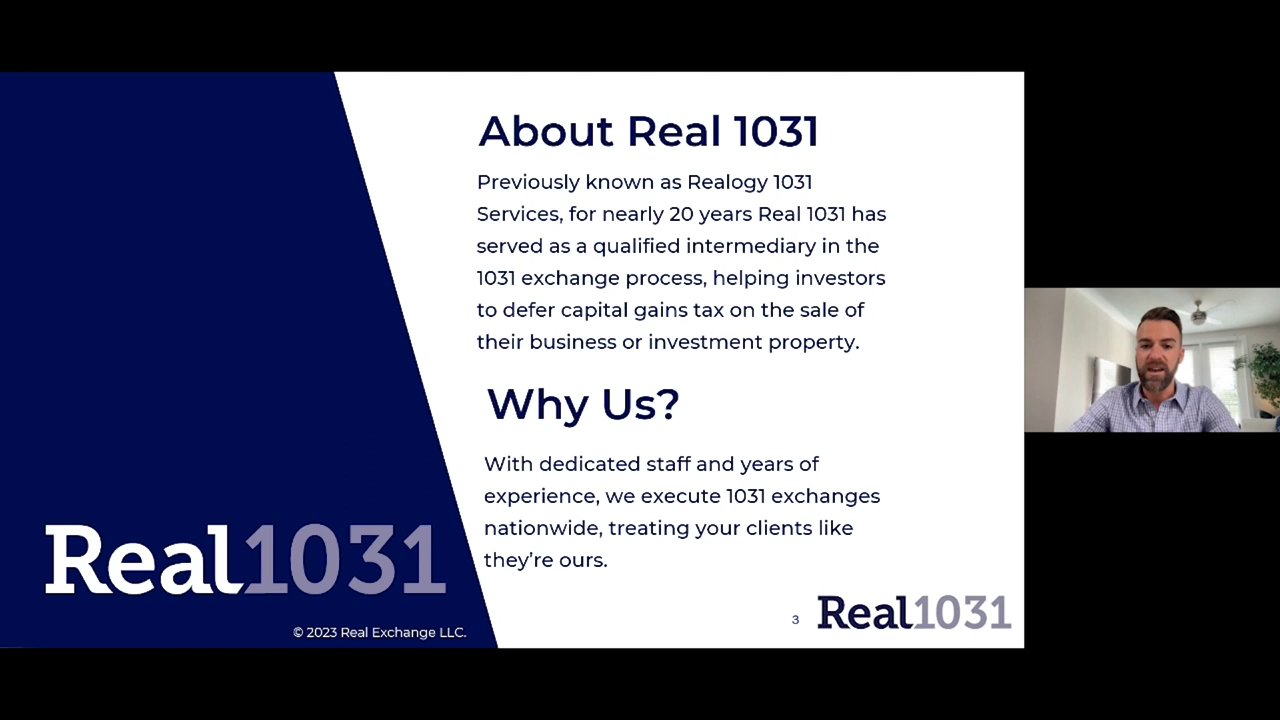 About Real 1031
Previously known as Realogy 1031
Services, for nearly 20 years Real 1031 has
served as a qualified intermediary in the
1031 exchange process, helping investors
to defer capital gains tax on the sale of
their business or investment property.
Why Us?
With dedicated staff and years of
experience, we execute 1031 exchanges
nationwide, treating your clients like
they’re ours.
Real1031
© 2023 Real Exchange LLC.
3
Real1031